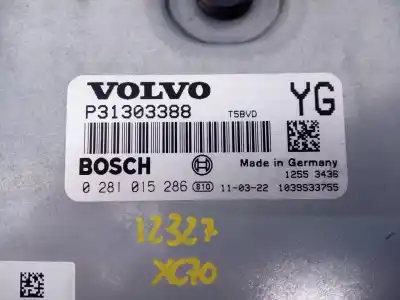 VOLVO
P31303388 T5BVD YG
BOSCH Made in Germany
1255 3436
0 281 015 286 S10 11-03-22 1039S33755
12327
XC70